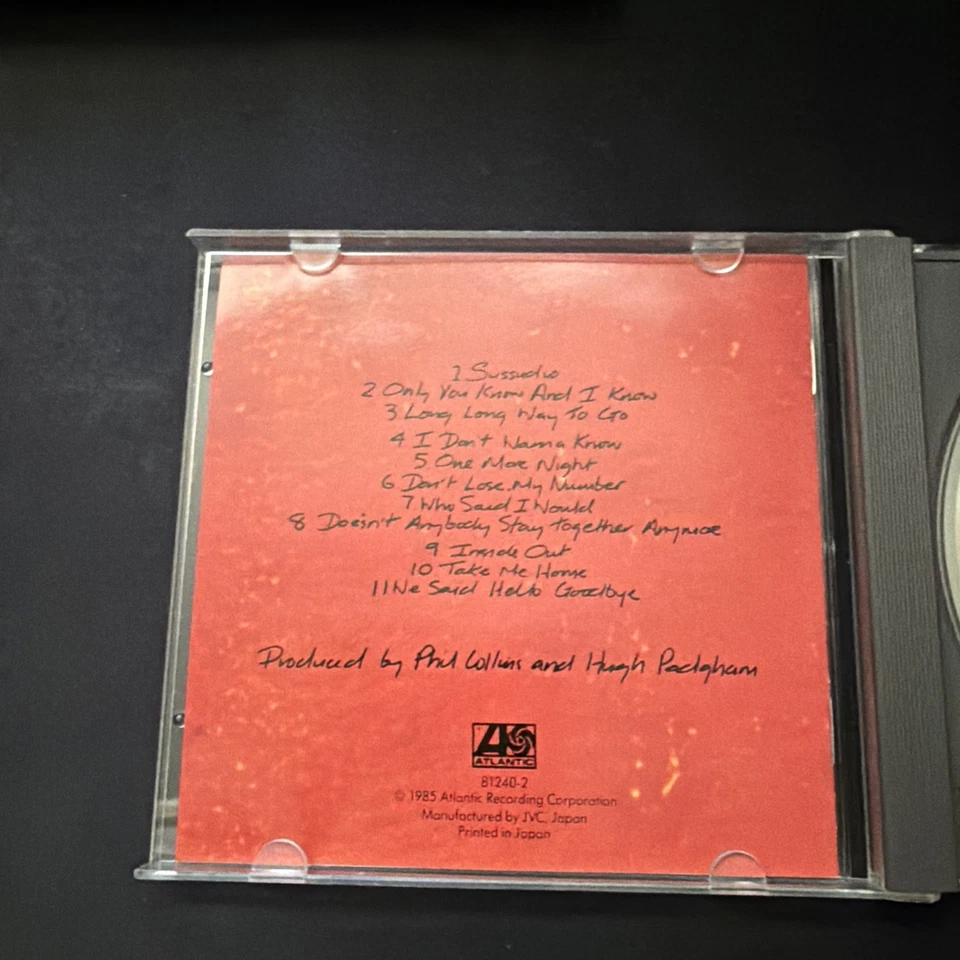 1 Sussudio
2 Only You Know And I Know
3 Long Long Way To Go
4 I Don't Wanna Know
5 One More Night
6 Don't Lose My Number
7 Who Said I Would
8 Doesn't Anybody Stay together Anymore
9 Inside Out
10 Take Me Home
11 We Said Hello Goodbye
Produced by Phil Collins and Hugh Padgham
ATLANTIC
81240-2
© 1985 Atlantic Recording Corporation
Manufactured by JVC, Japan
Printed in Japan